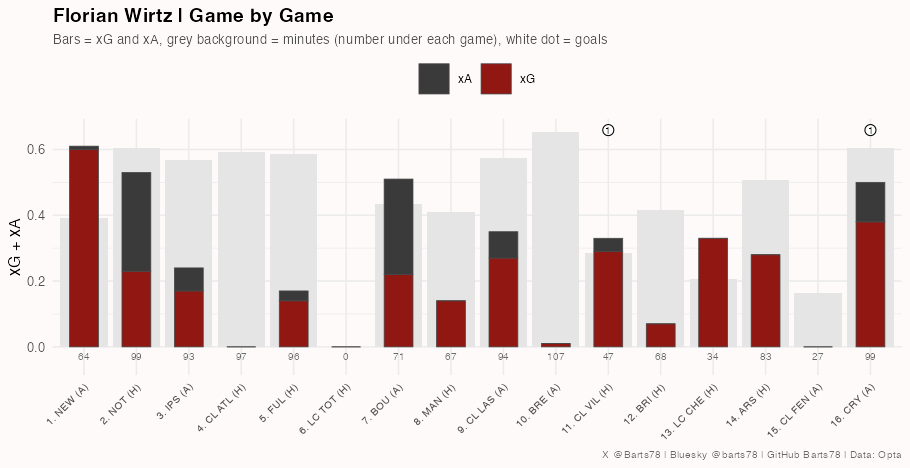 Florian Wirtz | Game by Game
Bars = xG and xA, grey background = minutes (number under each game), white dot = goals
xA xG
xG + xA
0.6
0.4
0.2
0.0
1 1
64 99 93 97 96 0 71 67 94 107 47 68 34 83 27 99
1. NEW (A)
2. NOT (H)
3. IPS (A)
4. CL ATL (H)
5. FUL (H)
6. LC TOT (H)
7. BOU (A)
8. MAN (H)
9. CL LAS (A)
10. BRE (A)
11. CL VIL (H)
12. BRI (H)
13. LC CHE (H)
14. ARS (H)
15. CL FEN (A)
16. CRY (A)
X @Barts78 | Bluesky @barts78 | GitHub Barts78 | Data: Opta